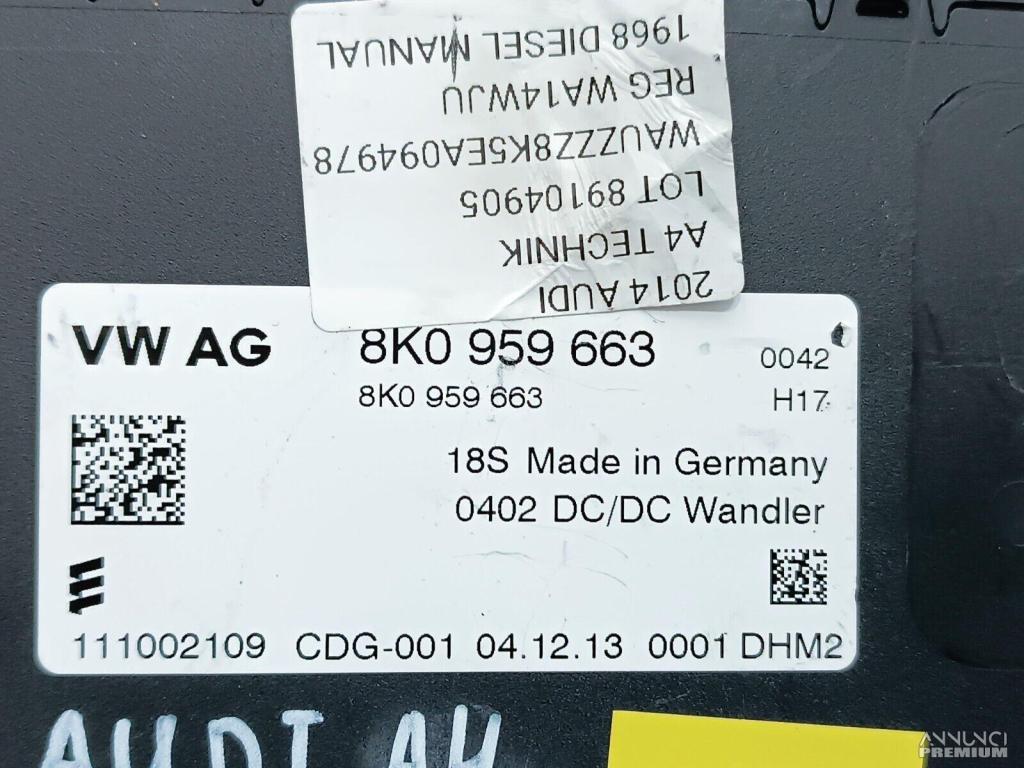 2014 AUDI
A4 TECHNIK
LOT 89104905
WAUZZZ8K5EA094978
REG WA14WJU
1968 DIESEL MANUAL
VW AG 8K0 959 663 0042
8K0 959 663 H17
18S Made in Germany
0402 DC/DC Wandler
111002109 CDG-001 04.12.13 0001 DHM2
AUDI A4
ANNUNCI
PREMIUM